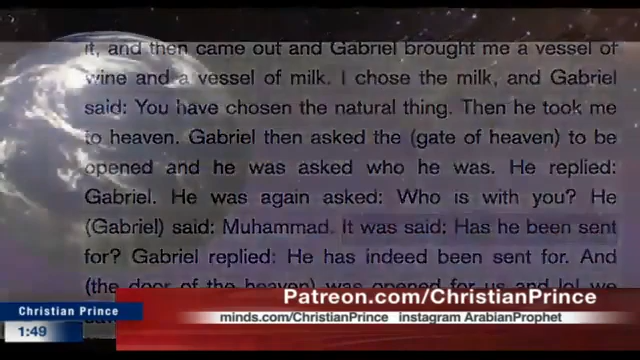 it, and then came out and Gabriel brought me a vessel of
wine and a vessel of milk. I chose the milk, and Gabriel
said: You have chosen the natural thing. Then he took me
to heaven. Gabriel then asked the (gate of heaven) to be
opened and he was asked who he was. He replied:
Gabriel. He was again asked: Who is with you? He
(Gabriel) said: Muhammad. It was said: Has he been sent
for? Gabriel replied: He has indeed been sent for. And
(the door of the heaven) was opened for us and lo! we
Patreon.com/ChristianPrince
Christian Prince
minds.com/ChristianPrince instagram ArabianProphet
1:49